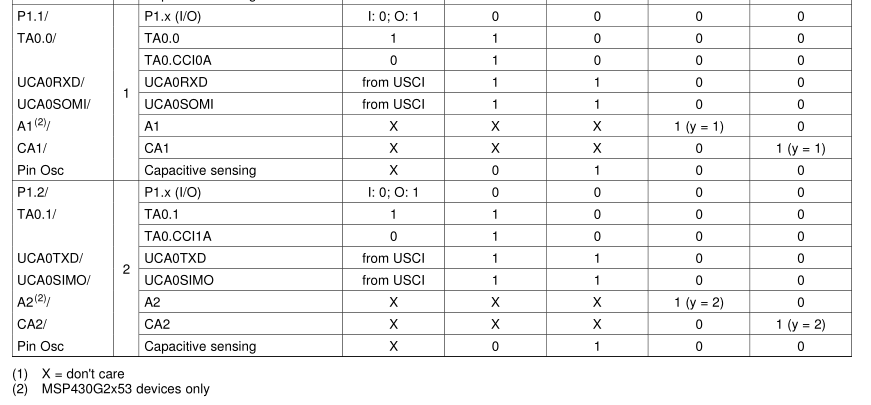 P1.1/ P1.x (I/O) I: 0; O: 1 0 0 0 0
TA0.0/ TA0.0 1 1 0 0 0
TA0.CCI0A 0 1 0 0 0
UCA0RXD/ UCA0RXD from USCI 1 1 0 0
1
UCA0SOMI/ UCA0SOMI from USCI 1 1 0 0
A1(2)/ A1 X X X 1 (y = 1) 0
CA1/ CA1 X X X 0 1 (y = 1)
Pin Osc Capacitive sensing X 0 1 0 0
P1.2/ P1.x (I/O) I: 0; O: 1 0 0 0 0
TA0.1/ TA0.1 1 1 0 0 0
TA0.CCI1A 0 1 0 0 0
UCA0TXD/ UCA0TXD from USCI 1 1 0 0
2
UCA0SIMO/ UCA0SIMO from USCI 1 1 0 0
A2(2)/ A2 X X X 1 (y = 2) 0
CA2/ CA2 X X X 0 1 (y = 2)
Pin Osc Capacitive sensing X 0 1 0 0
(1) X = don't care
(2) MSP430G2x53 devices only